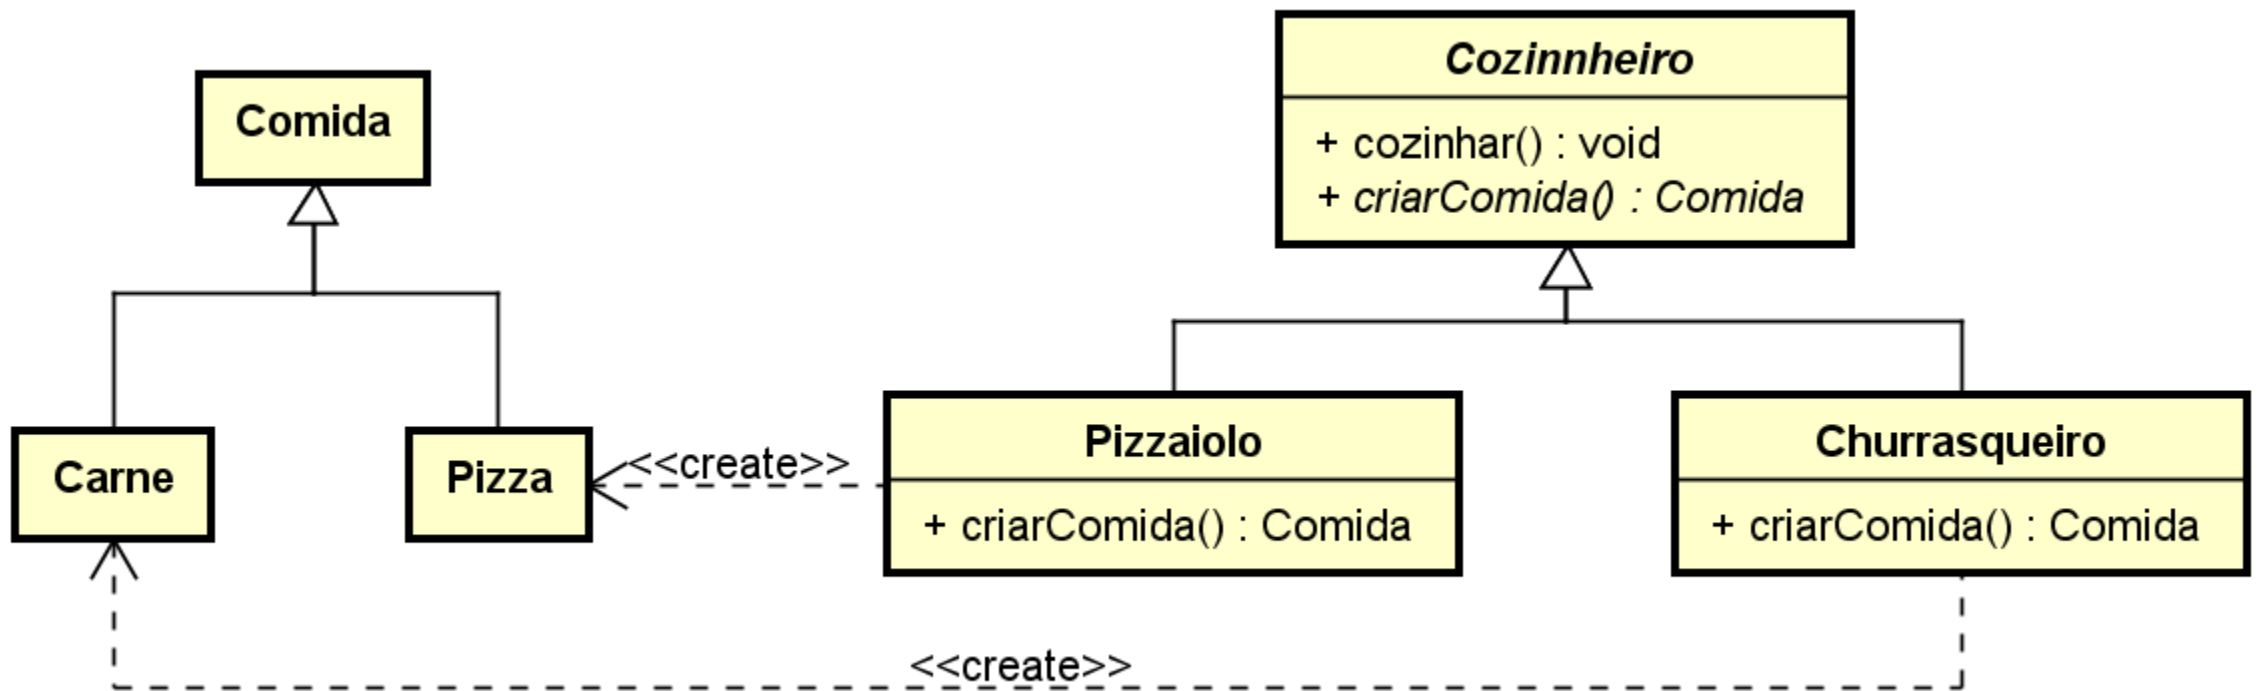 Comida
Cozinnheiro
+ cozinhar() : void
+ criarComida() : Comida
Carne
Pizza
<<create>>
Pizzaiolo
+ criarComida() : Comida
Churrasqueiro
+ criarComida() : Comida
<<create>>